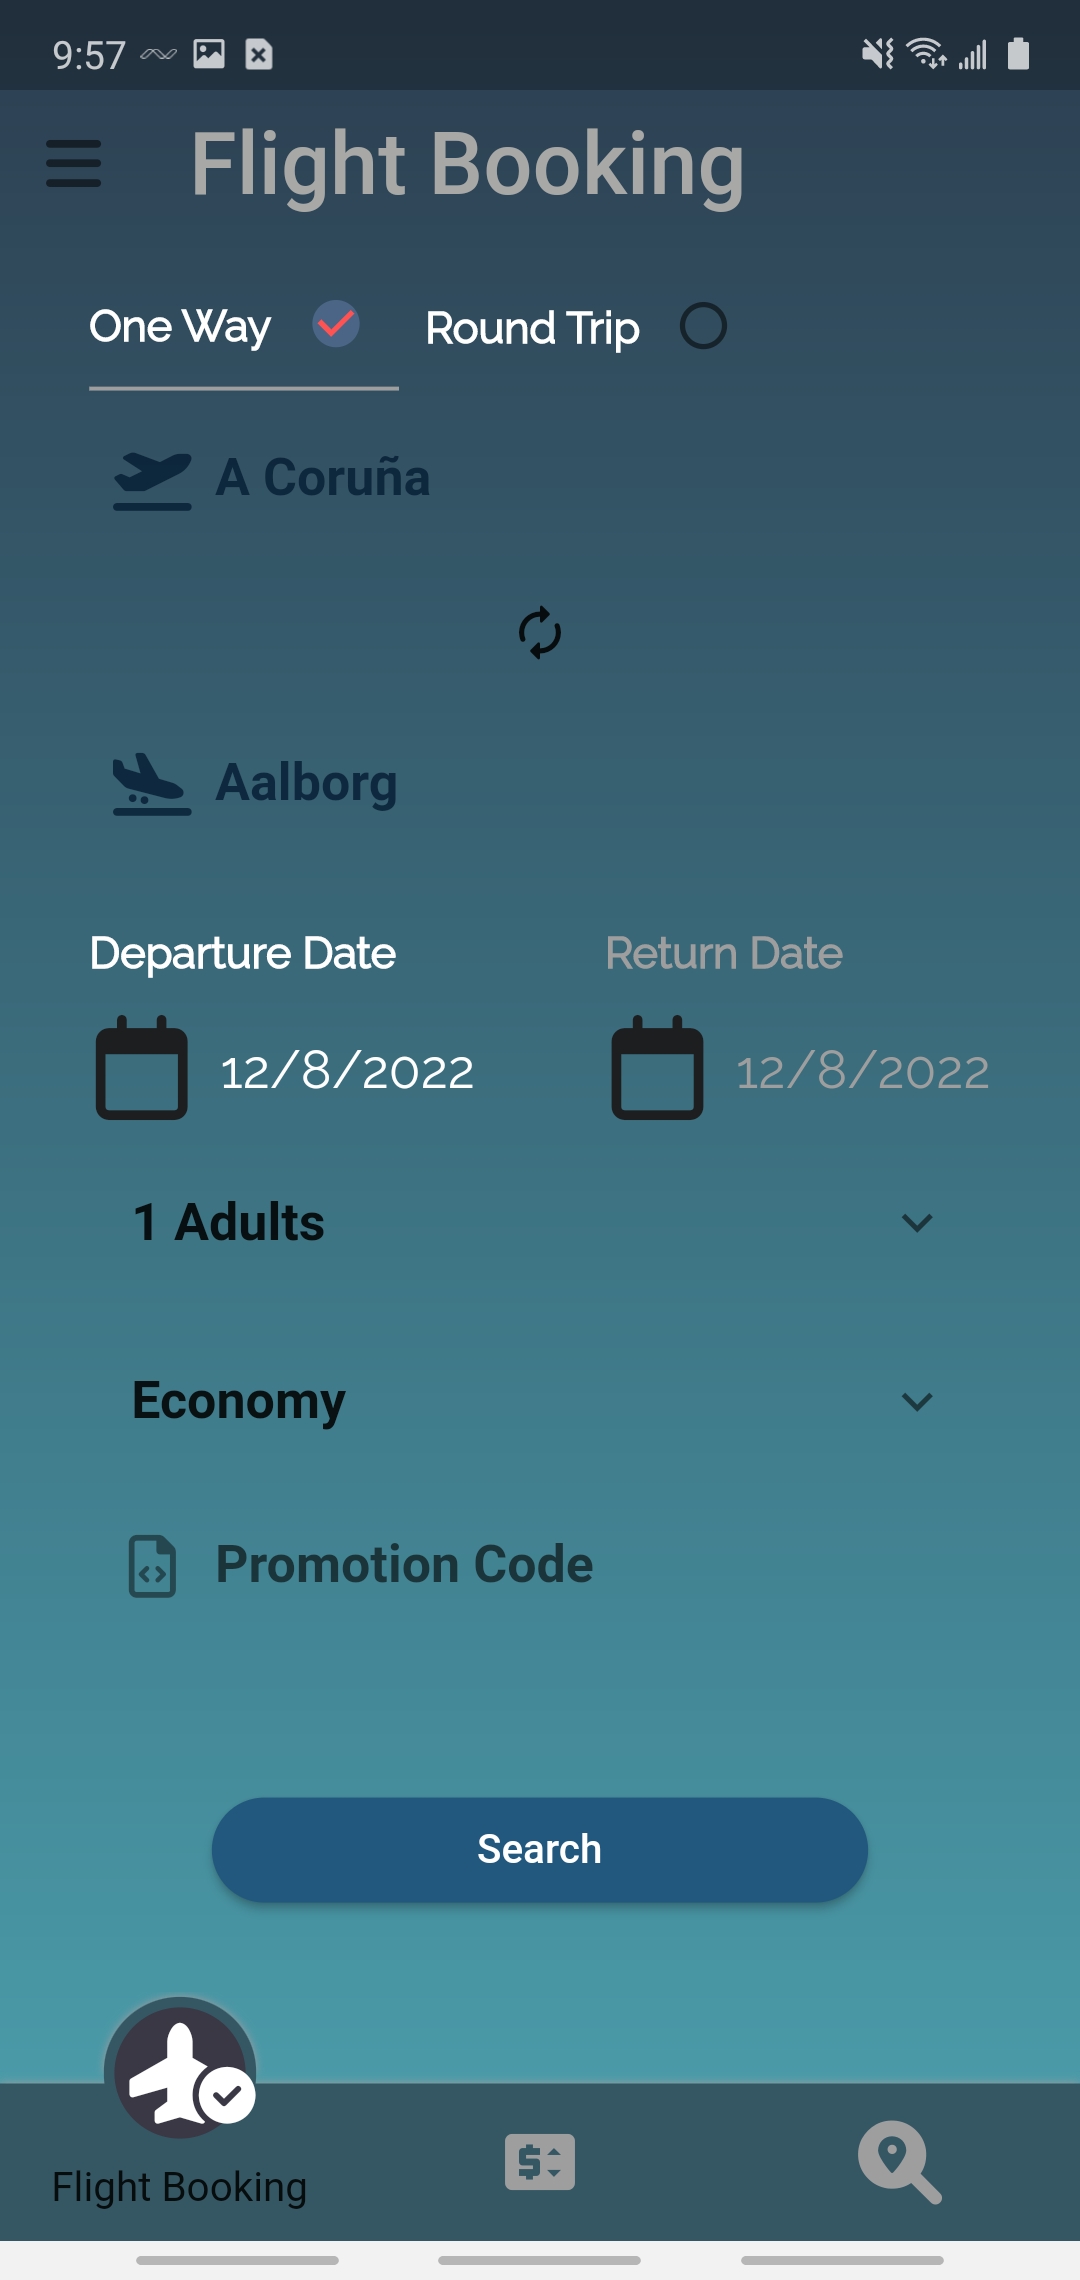 9:57
Flight Booking
One Way
Round Trip
A Coruña
Aalborg
Departure Date
Return Date
12/8/2022
12/8/2022
1 Adults
Economy
Promotion Code
Search
Flight Booking